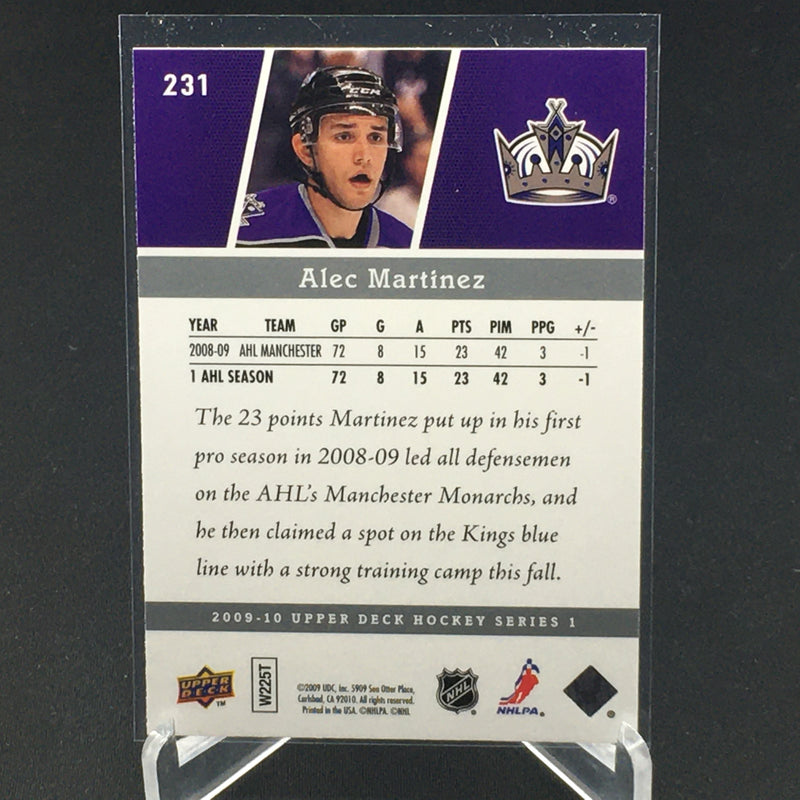 231
CCM
Alec Martinez
YEAR TEAM GP G A PTS PIM PPG +/-
2008-09 AHL MANCHESTER 72 8 15 23 42 3 -1
1 AHL SEASON 72 8 15 23 42 3 -1
The 23 points Martinez put up in his first
pro season in 2008-09 led all defensemen
on the AHL's Manchester Monarchs, and
he then claimed a spot on the Kings blue
line with a strong training camp this fall.
2009-10 UPPER DECK HOCKEY SERIES 1
UPPER
DECK
TM
W225T
©2009 UDC, Inc. 5909 Sea Otter Place,
Carlsbad, CA 92010. All rights reserved.
Printed in the USA. ©NHLPA. ©NHL
NHL
NHLPA.